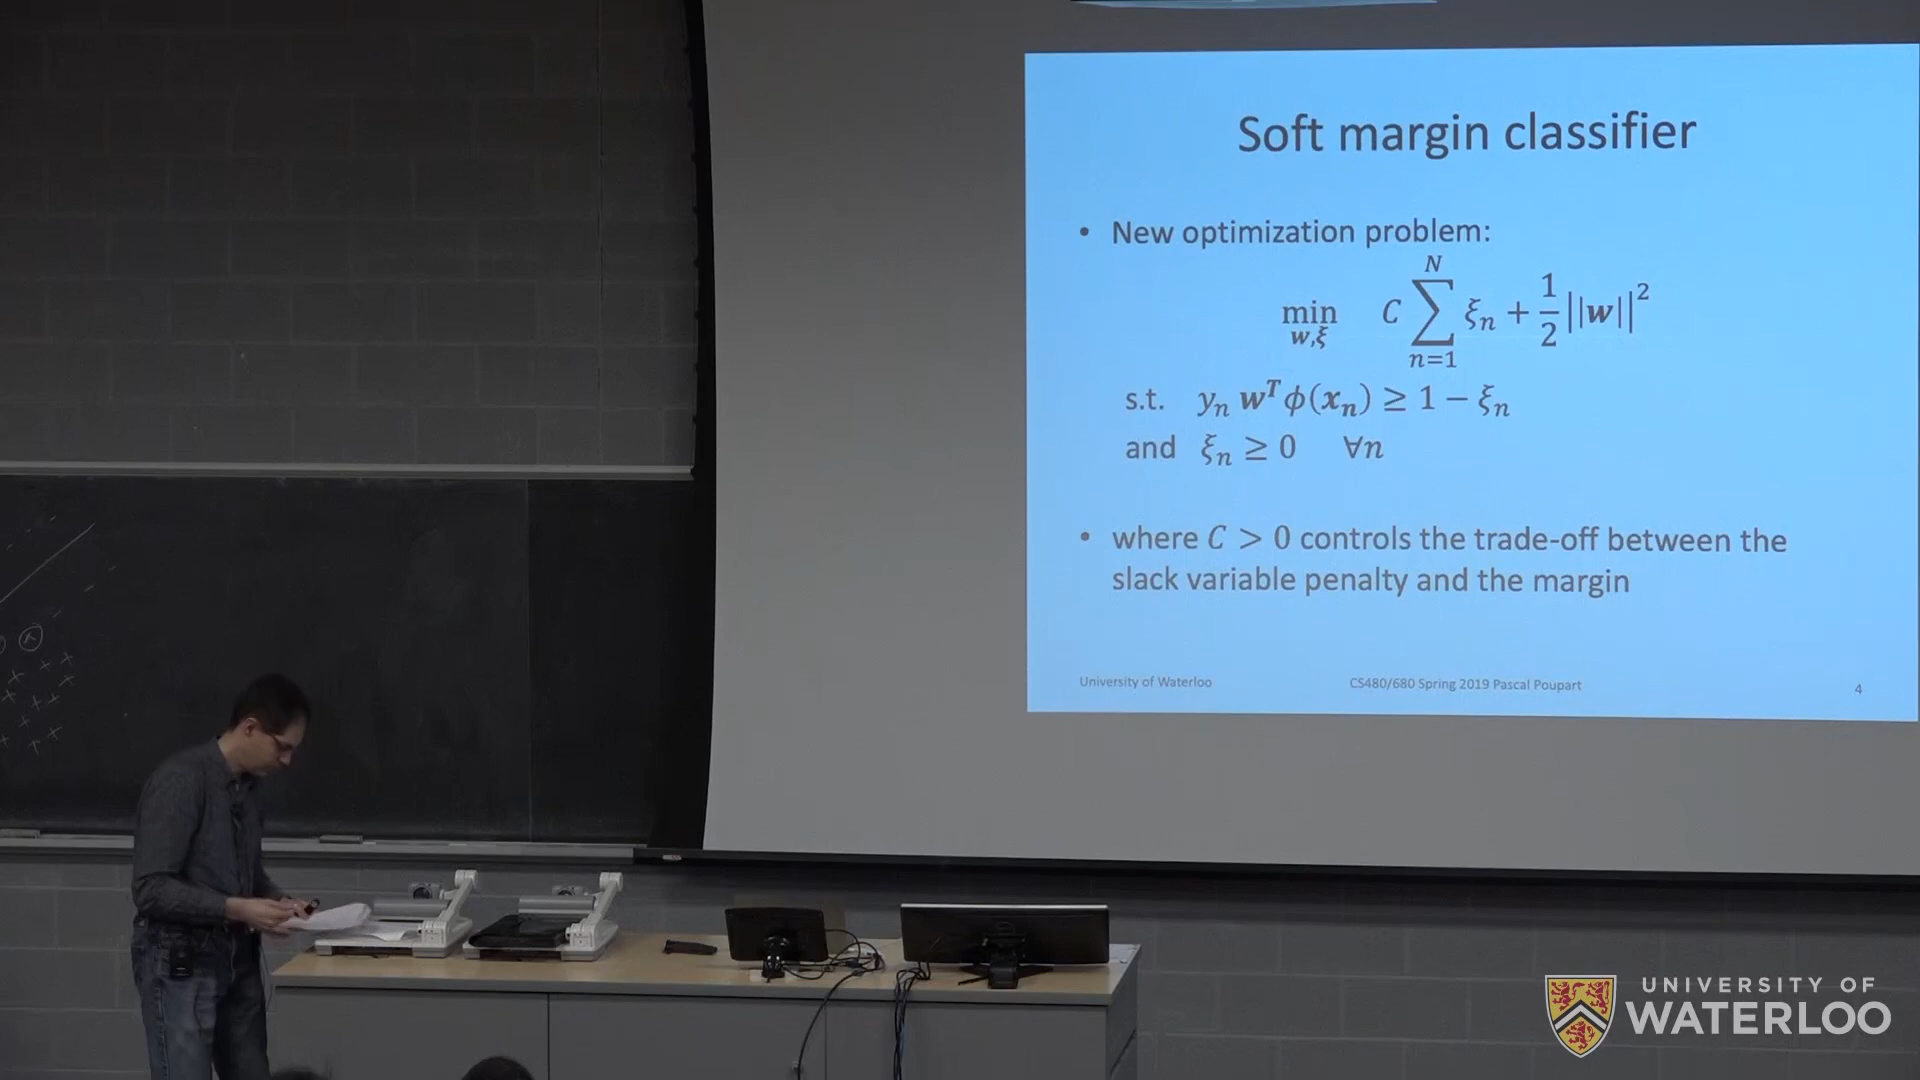 Soft margin classifier
• New optimization problem:
min w,ξ C ∑ n=1 N ξn + 1/2 ||w||²
s.t. yn wᵀϕ(xn) ≥ 1 − ξn
and ξn ≥ 0 ∀n
• where C > 0 controls the trade-off between the
slack variable penalty and the margin
University of Waterloo CS480/680 Spring 2019 Pascal Poupart 4
UNIVERSITY OF
WATERLOO